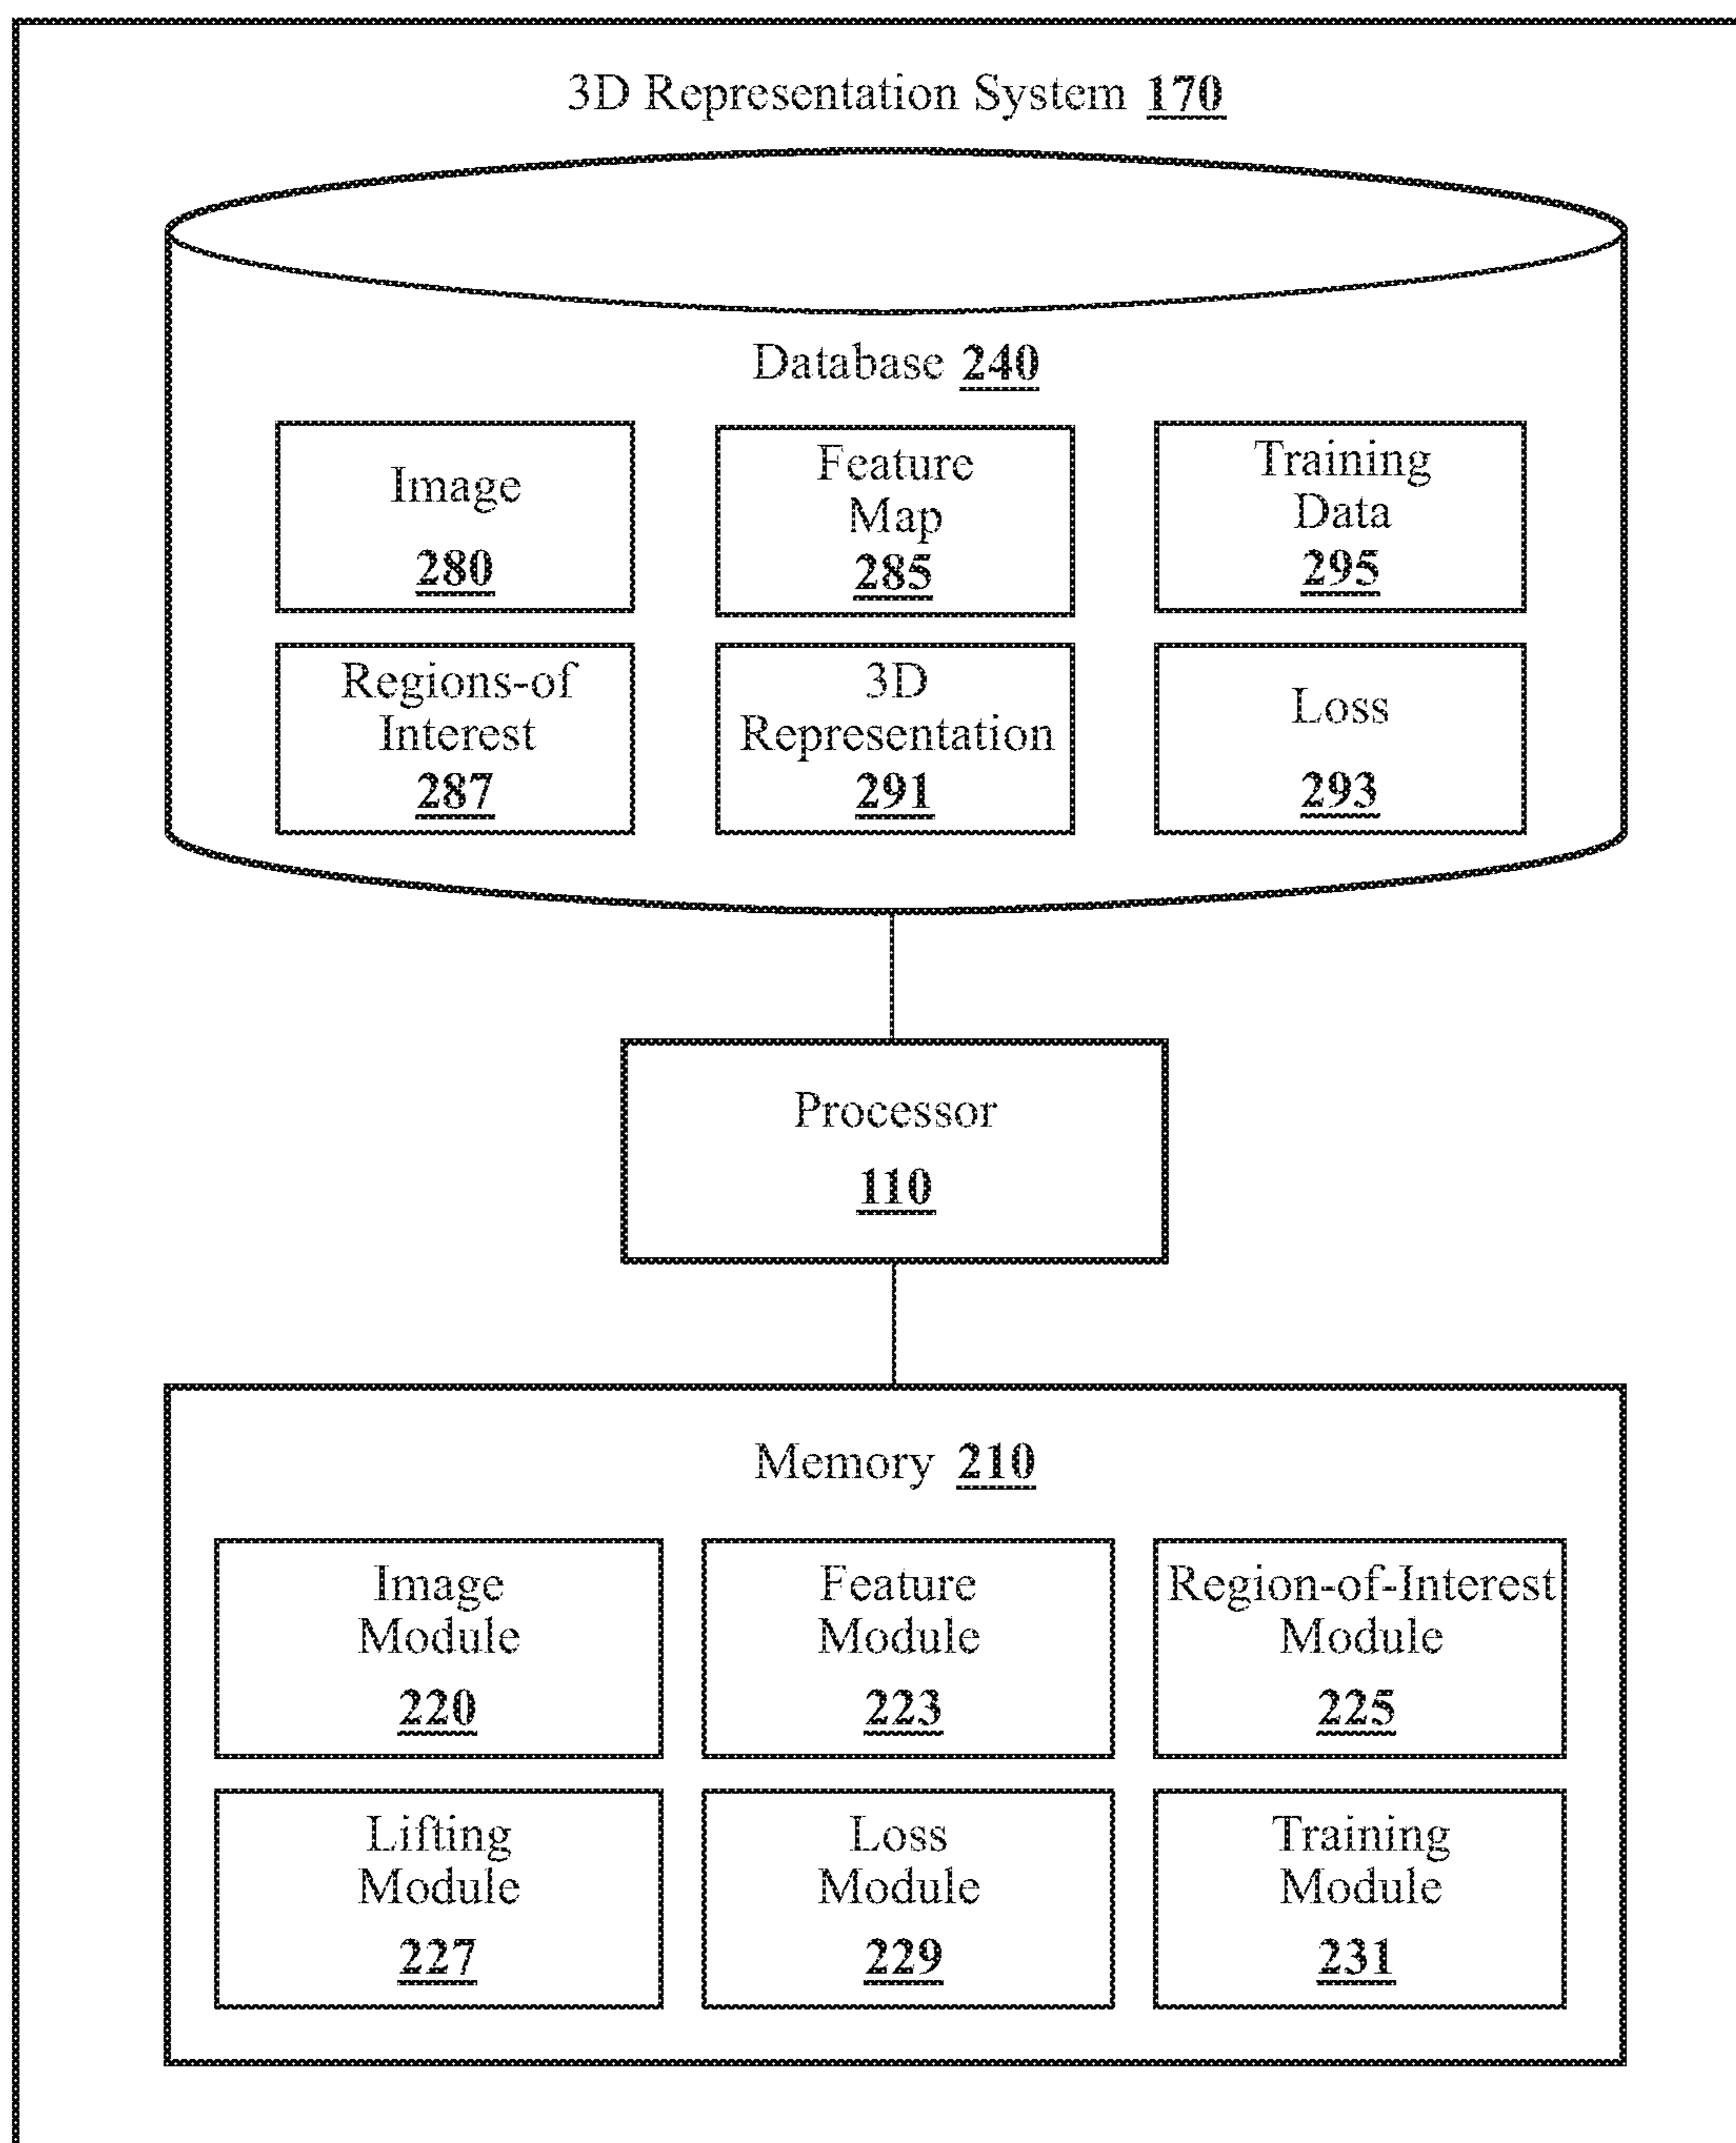 3D Representation System 170
Database 240
Image
280
Feature
Map
285
Training
Data
295
Regions-of
Interest
287
3D
Representation
291
Loss
293
Processor
110
Memory 210
Image
Module
220
Feature
Module
223
Region-of-Interest
Module
225
Lifting
Module
227
Loss
Module
229
Training
Module
231